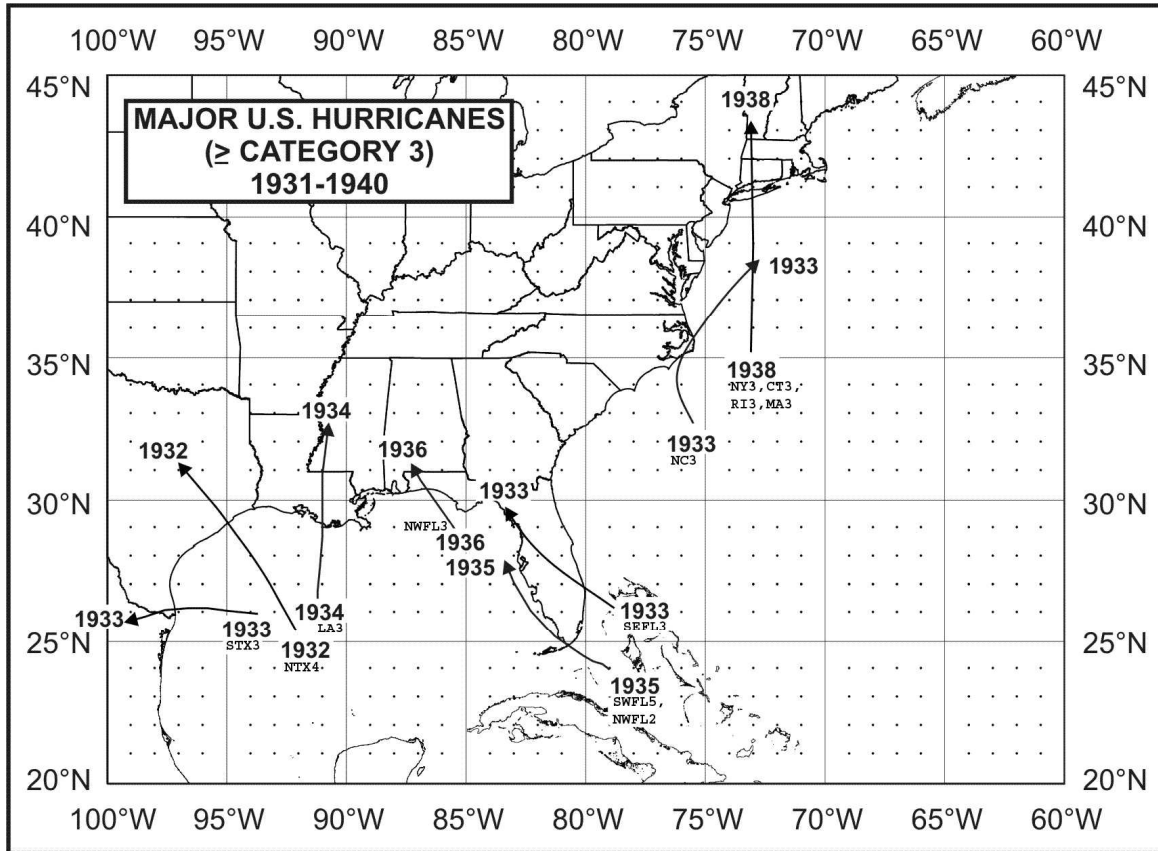 100°W 95°W 90°W 85°W 80°W 75°W 70°W 65°W 60°W
45°N 45°N
MAJOR U.S. HURRICANES
(≥ CATEGORY 3)
1931-1940
1938
40°N 40°N
1933
35°N 35°N
1938
NY3,CT3,
RI3,MA3
1934
1932
1936
1933
NC3
30°N 30°N
1933
NWFL3
1936
1935
1933
1933
STX3
1934
LA3
1933
SEFL3
25°N 25°N
1932
NTX4
1935
SWFL5,
NWFL2
20°N 20°N
100°W 95°W 90°W 85°W 80°W 75°W 70°W 65°W 60°W